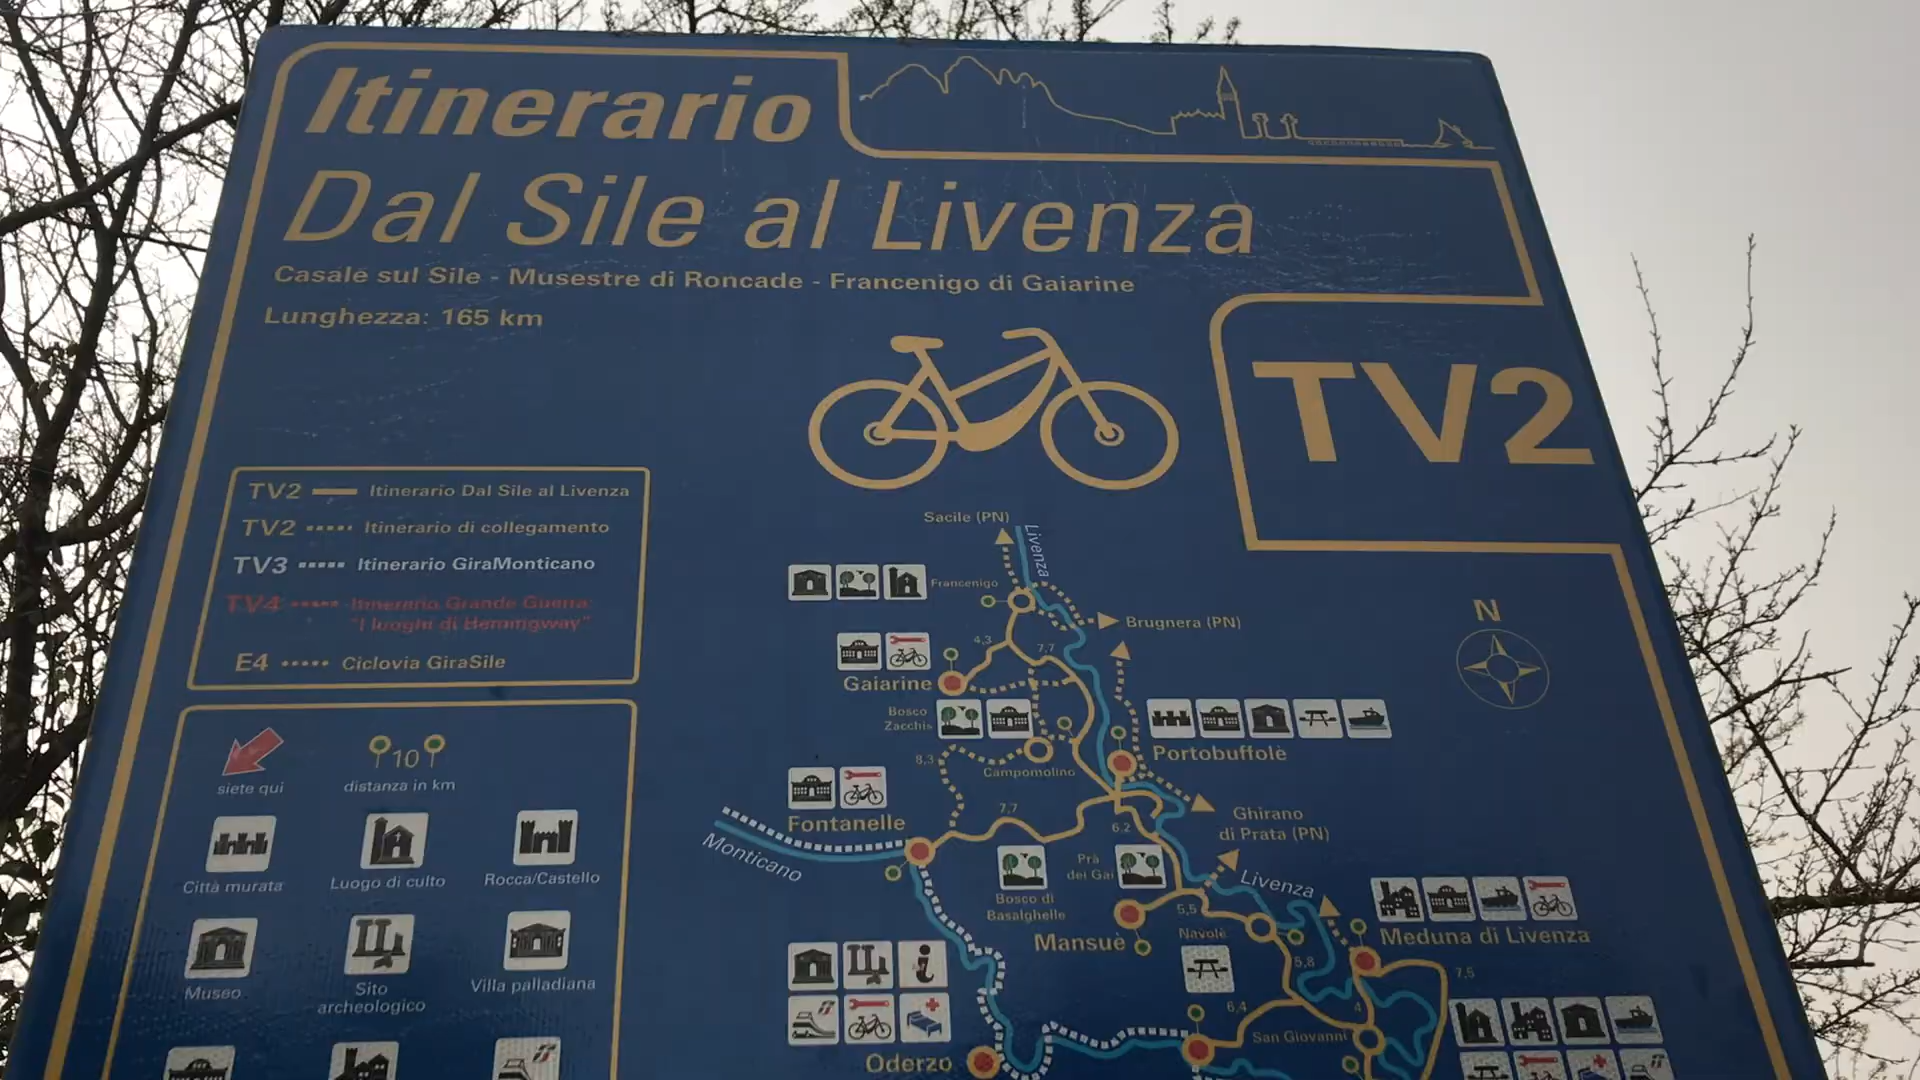 Itinerario
Dal Sile al Livenza
Casale sul Sile - Musestre di Roncade - Francenigo di Gaiarine
Lunghezza: 165 km
TV2
TV2 Itinerario Dal Sile al Livenza
TV2 Itinerario di collegamento
TV3 Itinerario GiraMonticano
TV4 Itinerario Grande Guerra:
"I luoghi di Hemingway"
E4 Ciclovia GiraSile
siete qui
10
distanza in km
Città murata
Luogo di culto
Rocca/Castello
Museo
Sito
archeologico
Villa palladiana
N
Sacile (PN)
Livenza
Francenigo
Brugnera (PN)
4,3
7,7
Gaiarine
Bosco
Zacchis
Portobuffolè
8,3
Campomolino
Ghirano
di Prata (PN)
7,7
6,2
Fontanelle
Monticano
Prà
dei Gai
Livenza
Bosco di
Basalghelle
5,5
Mansuè
Navolè
Meduna di Livenza
5,8
7,5
6,4
4
San Giovanni
i
Oderzo